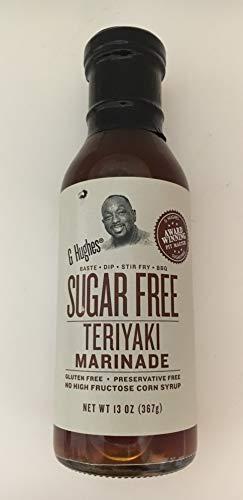 G Hughes®
AWARD
WINNING
PIT MASTER
BASTE • DIP • STIR FRY • BBQ
SUGAR FREE
TERIYAKI
MARINADE
GLUTEN FREE • PRESERVATIVE FREE
NO HIGH FRUCTOSE CORN SYRUP
NET WT 13 OZ (367g)